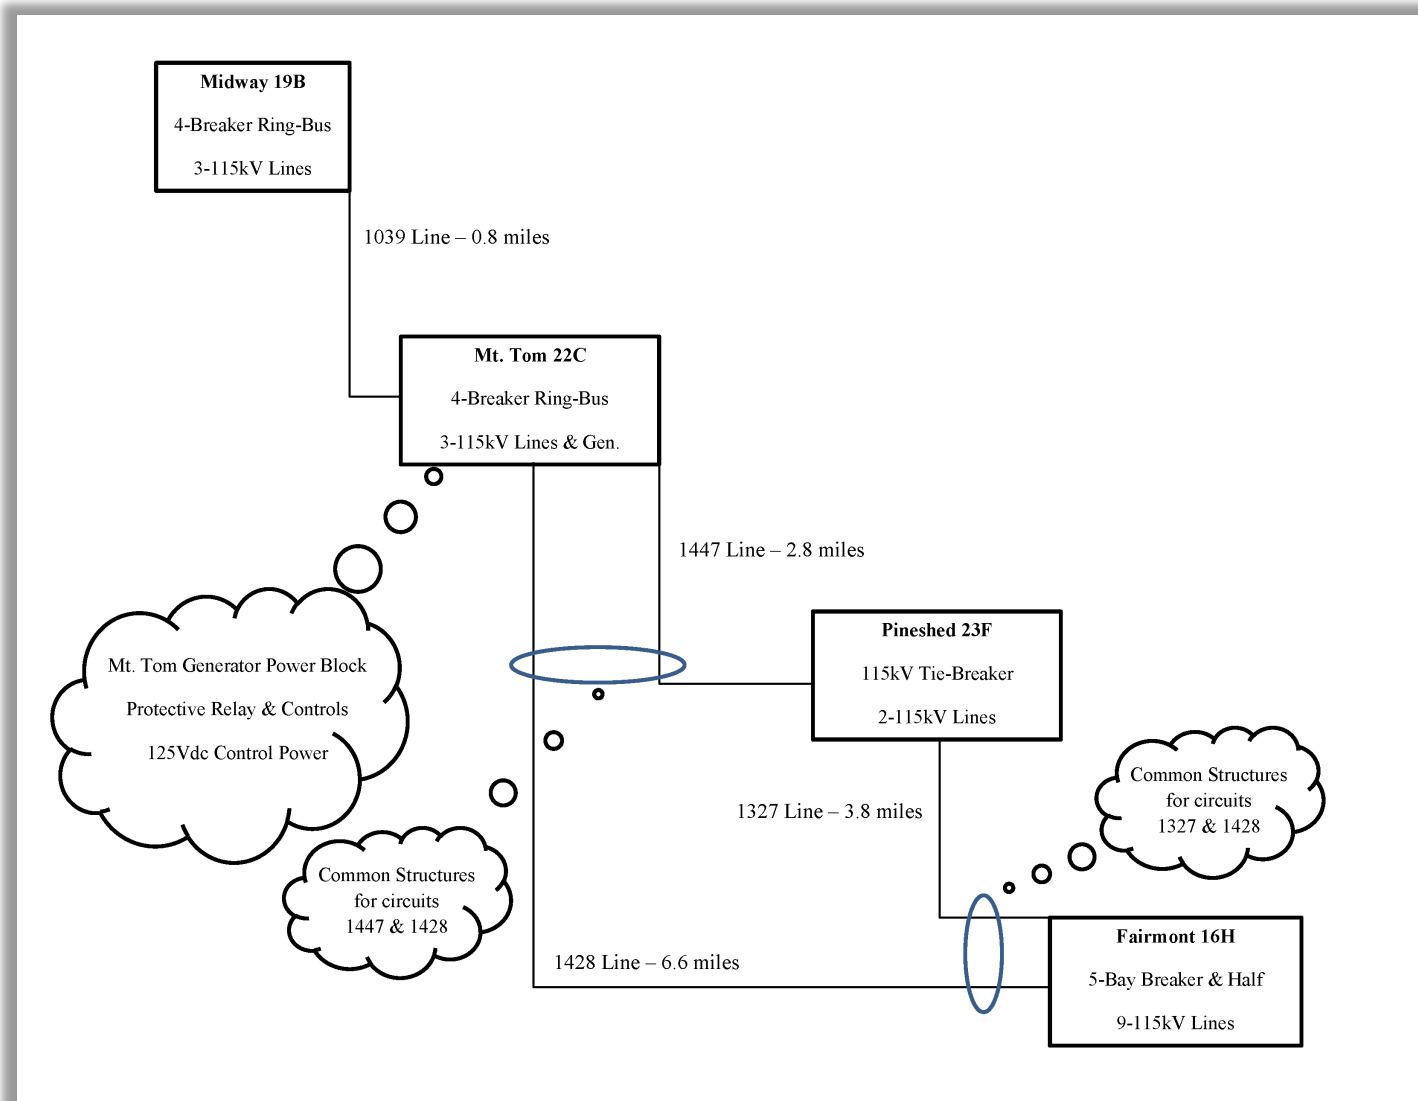 Midway 19B
4-Breaker Ring-Bus
3-115kV Lines
1039 Line – 0.8 miles
Mt. Tom 22C
4-Breaker Ring-Bus
3-115kV Lines & Gen.
1447 Line – 2.8 miles
Pineshed 23F
115kV Tie-Breaker
2-115kV Lines
Mt. Tom Generator Power Block
Protective Relay & Controls
125Vdc Control Power
Common Structures
for circuits
1327 & 1428
1327 Line – 3.8 miles
Common Structures
for circuits
1447 & 1428
1428 Line – 6.6 miles
Fairmont 16H
5-Bay Breaker & Half
9-115kV Lines